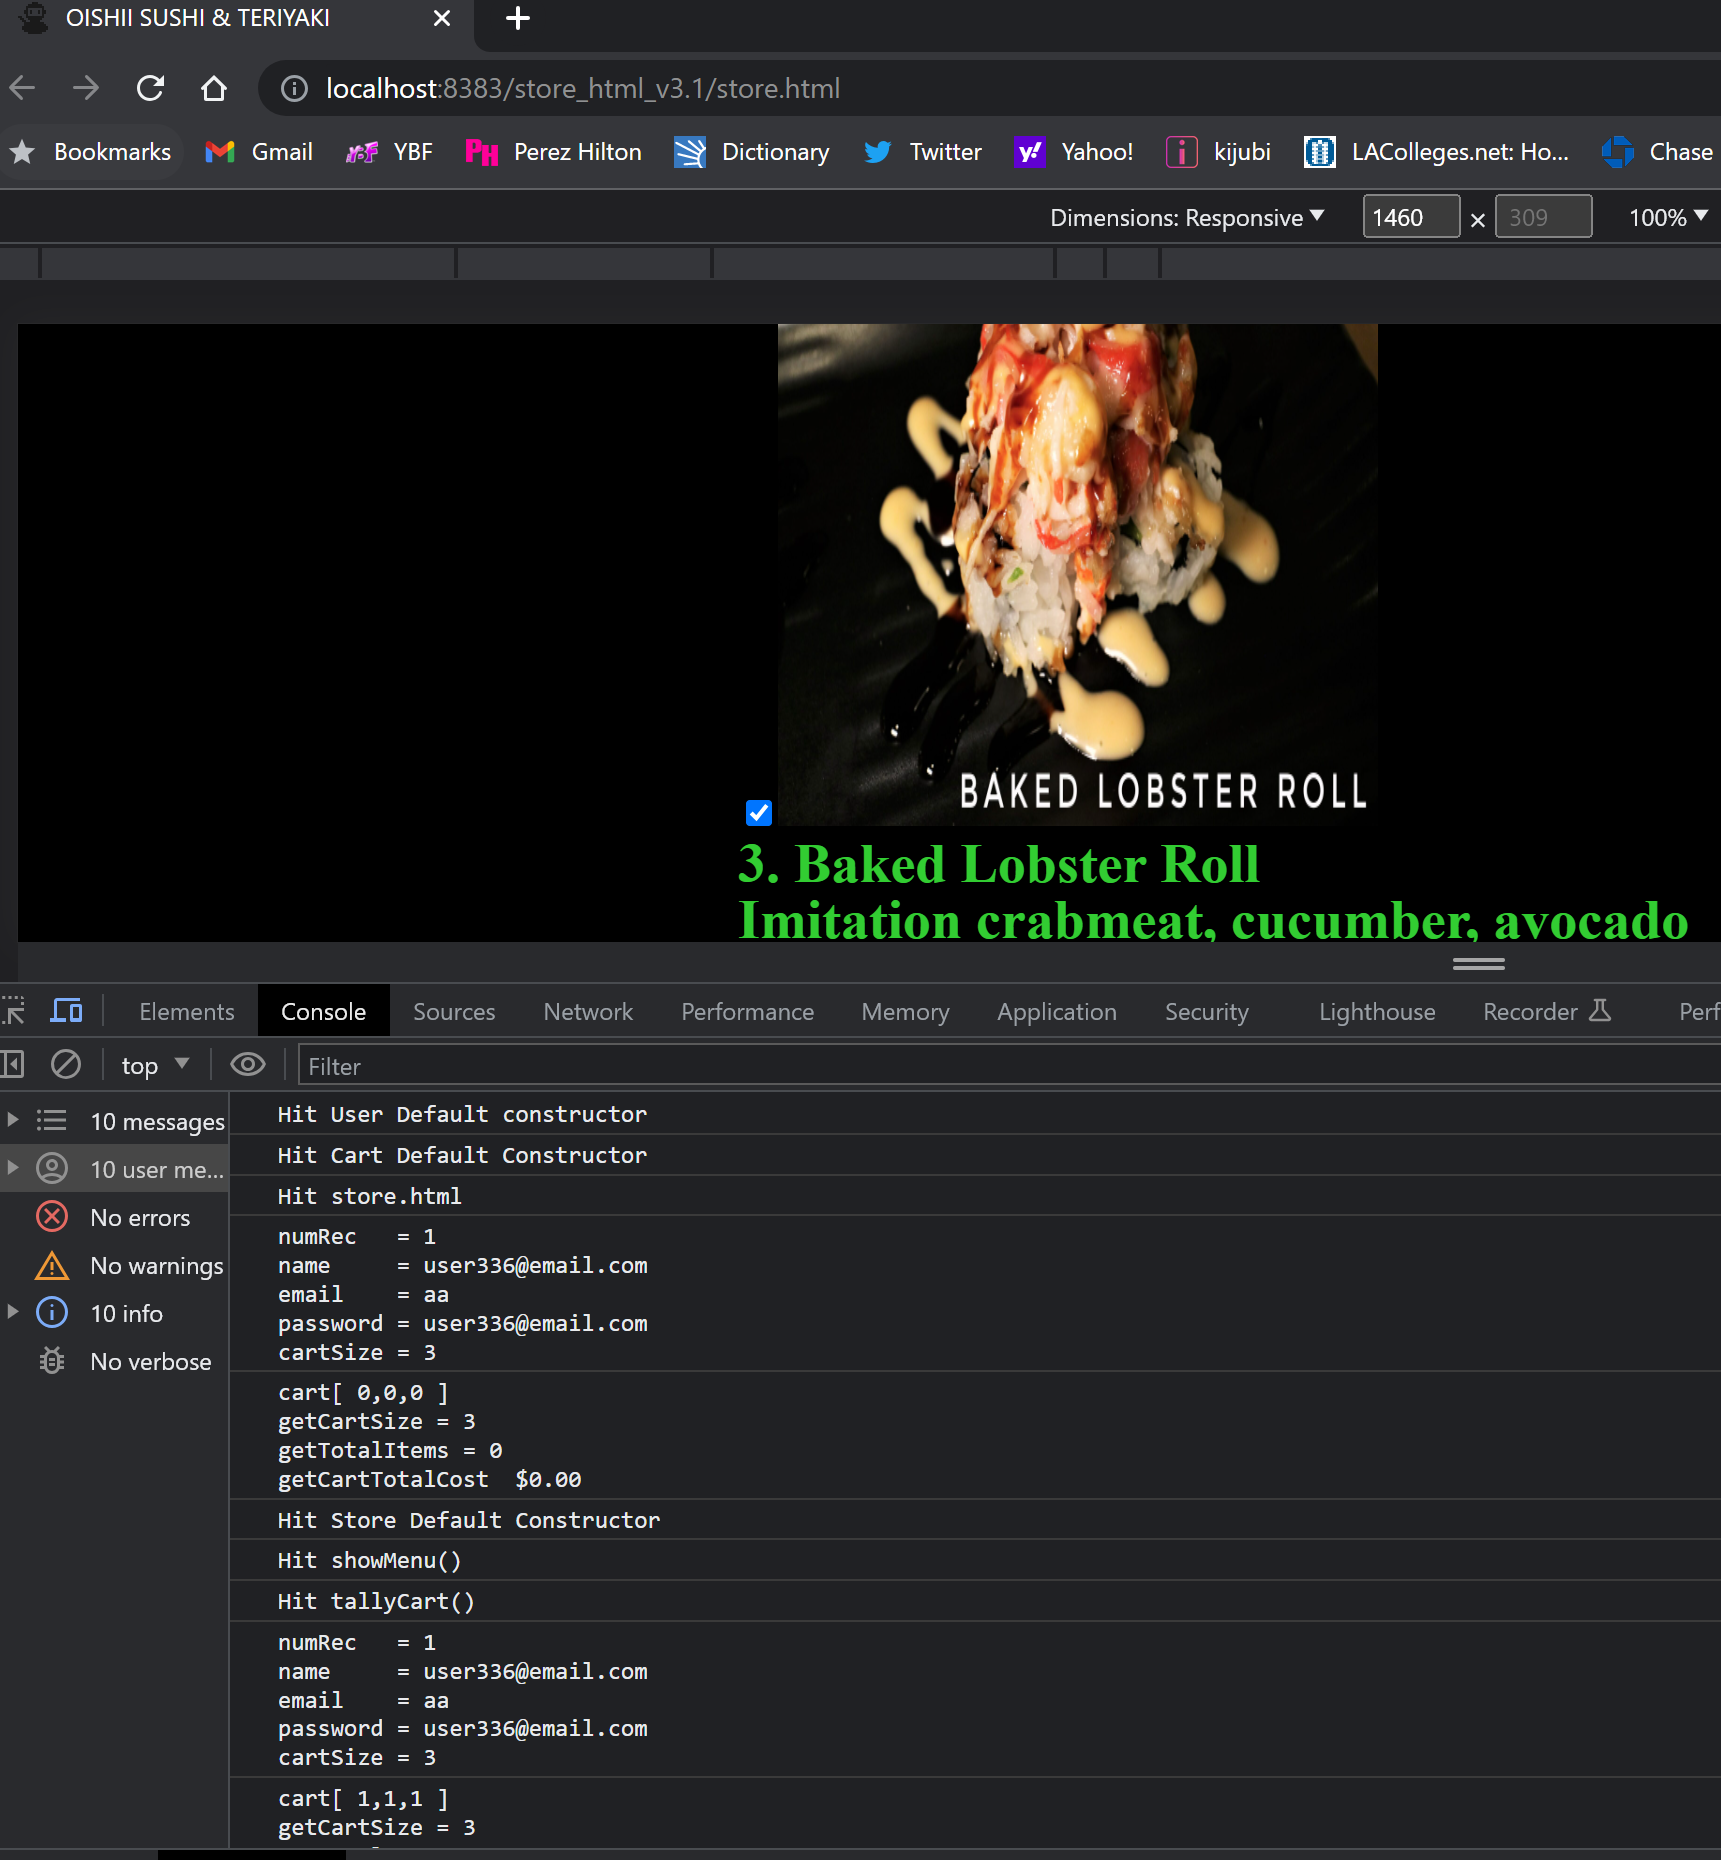 OISHII SUSHI & TERIYAKI
localhost:8383/store_html_v3.1/store.html
Bookmarks Gmail YBF PH Perez Hilton Dictionary Twitter y! Yahoo! kijubi LAColleges.net: Ho... Chase
Dimensions: Responsive 1460 × 309 100%
BAKED LOBSTER ROLL
3. Baked Lobster Roll
Imitation crabmeat, cucumber, avocado
Elements Console Sources Network Performance Memory Application Security Lighthouse Recorder Perf
top Filter
10 messages
10 user me...
No errors
No warnings
10 info
No verbose
Hit User Default constructor
Hit Cart Default Constructor
Hit store.html
numRec   = 1
name     = user336@email.com
email    = aa
password = user336@email.com
cartSize = 3
cart[ 0,0,0 ]
getCartSize = 3
getTotalItems = 0
getCartTotalCost  $0.00
Hit Store Default Constructor
Hit showMenu()
Hit tallyCart()
numRec   = 1
name     = user336@email.com
email    = aa
password = user336@email.com
cartSize = 3
cart[ 1,1,1 ]
getCartSize = 3